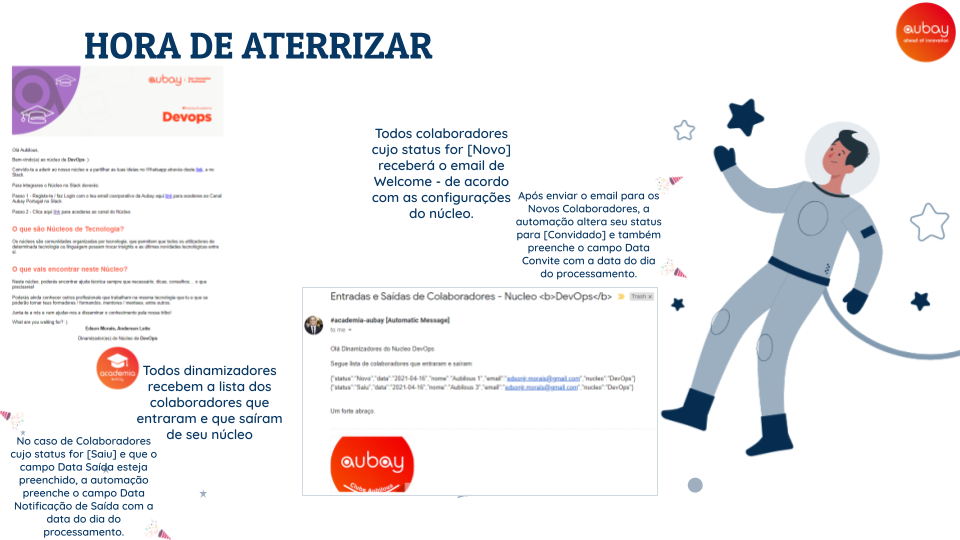 HORA DE ATERRIZAR
aubay
ahead of innovation
aubay
Devops
Olá Aubilous,
Bem-vindo(a) ao núcleo de DevOps :)
Convido-te a aderir ao nosso núcleo e a partilhar as tuas ideias no Whatsapp através deste link, e no
Slack.
Para integrares o Núcleo no Slack deverás:
Passo 1 - Regista-te / faz Login com o teu email corporativo da Aubay aqui link para acederes ao Canal
Aubay Portugal no Slack
Passo 2 - Clica aqui link para acederas ao canal do Núcleo
O que são Núcleos de Tecnologia?
Os núcleos são comunidades organizadas por tecnologia, que permitem que todos os utilizadores de
determinada tecnologia ou linguagem possam trocar insights e as últimas novidades tecnológicas entre
si.
O que vais encontrar neste Núcleo?
Neste núcleo, poderás encontrar ajuda técnica sempre que necessário, dicas, conselhos... o que
precisares!
Poderás ainda conhecer outros profissionais que trabalham na mesma tecnologia que tu e que se
poderão tornar teus formadores / formandos, mentores / mentees, entre outros.
Junta-te a nós e vem ajudar-nos a disseminar o conhecimento pela nossa tribo!
What are you waiting for? :)
Edson Morais, Anderson Leite
Dinamizador(es) do Núcleo de DevOps
academia
aubay
Todos colaboradores
cujo status for [Novo]
receberá o email de
Welcome - de acordo
com as configurações
do núcleo.
Após enviar o email para os
Novos Colaboradores, a
automação altera seu status
para [Convidado] e também
preenche o campo Data
Convite com a data do dia
do processamento.
Entradas e Saídas de Colaboradores - Nucleo <b>DevOps</b>
Trash x
#academia-aubay [Automatic Message]
to me
Olá Dinamizadores do Nucleo DevOps
Segue lista de colaboradores que entraram e saíram:
{"status":"Novo","data":"2021-04-16","nome":"Aubilous 1","email":"edsonjr.morais@gmail.com","nucleo":"DevOps"}
{"status":"Saiu","data":"2021-04-16","nome":"Aubilous 3","email":"edsonjr.morais@gmail.com","nucleo":"DevOps"}
Um forte abraço.
aubay
Clube Aubilous
Todos dinamizadores
recebem a lista dos
colaboradores que
entraram e que saíram
de seu núcleo
No caso de Colaboradores
cujo status for [Saiu] e que o
campo Data Saída esteja
preenchido, a automação
preenche o campo Data
Notificação de Saída com a
data do dia do
processamento.